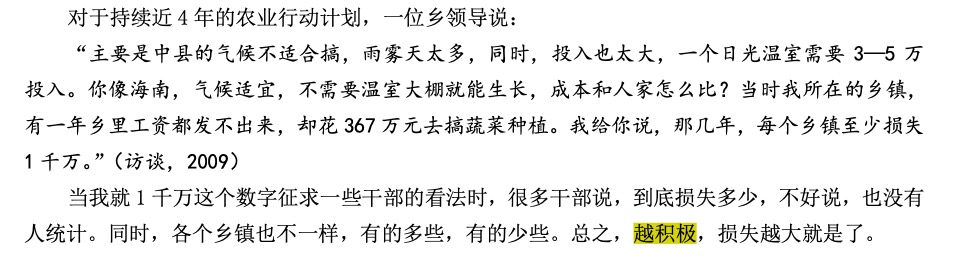 对于持续近 4 年的农业行动计划，一位乡领导说：
“主要是中县的气候不适合搞，雨雾天太多，同时，投入也太大，一个日光温室需要 3—5 万
投入。你像海南，气候适宜，不需要温室大棚就能生长，成本和人家怎么比？当时我所在的乡镇，
有一年乡里工资都发不出来，却花 367 万元去搞蔬菜种植。我给你说，那几年，每个乡镇至少损失
1 千万。”（访谈，2009）
当我就 1 千万这个数字征求一些干部的看法时，很多干部说，到底损失多少，不好说，也没有
人统计。同时，各个乡镇也不一样，有的多些，有的少些。总之，越积极，损失越大就是了。